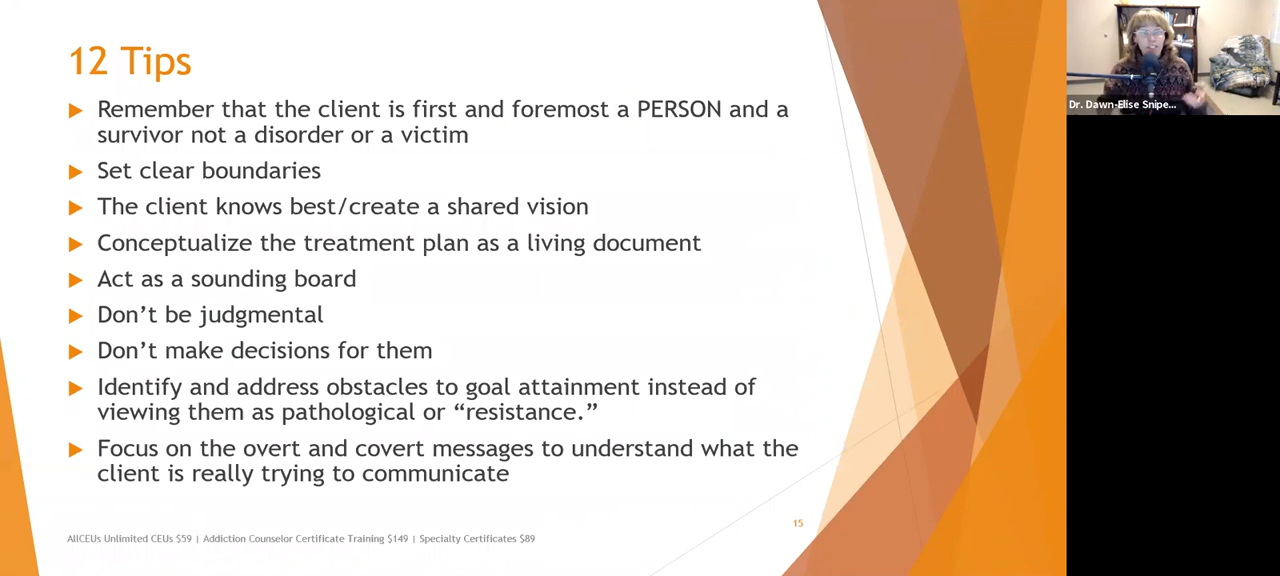 12 Tips
Remember that the client is first and foremost a PERSON and a
survivor not a disorder or a victim
Set clear boundaries
The client knows best/create a shared vision
Conceptualize the treatment plan as a living document
Act as a sounding board
Don’t be judgmental
Don’t make decisions for them
Identify and address obstacles to goal attainment instead of
viewing them as pathological or “resistance.”
Focus on the overt and covert messages to understand what the
client is really trying to communicate
15
AllCEUs Unlimited CEUs $59 | Addiction Counselor Certificate Training $149 | Specialty Certificates $89
Dr. Dawn-Elise Snipe...